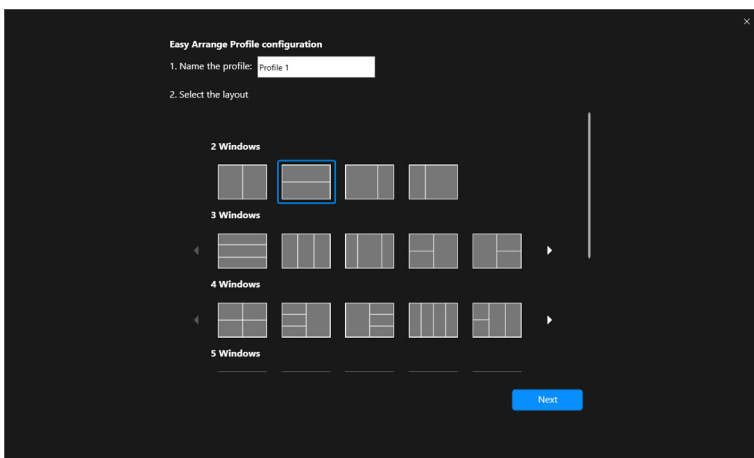 Easy Arrange Profile configuration
1. Name the profile: Profile 1
2. Select the layout
2 Windows
3 Windows
4 Windows
5 Windows
Next